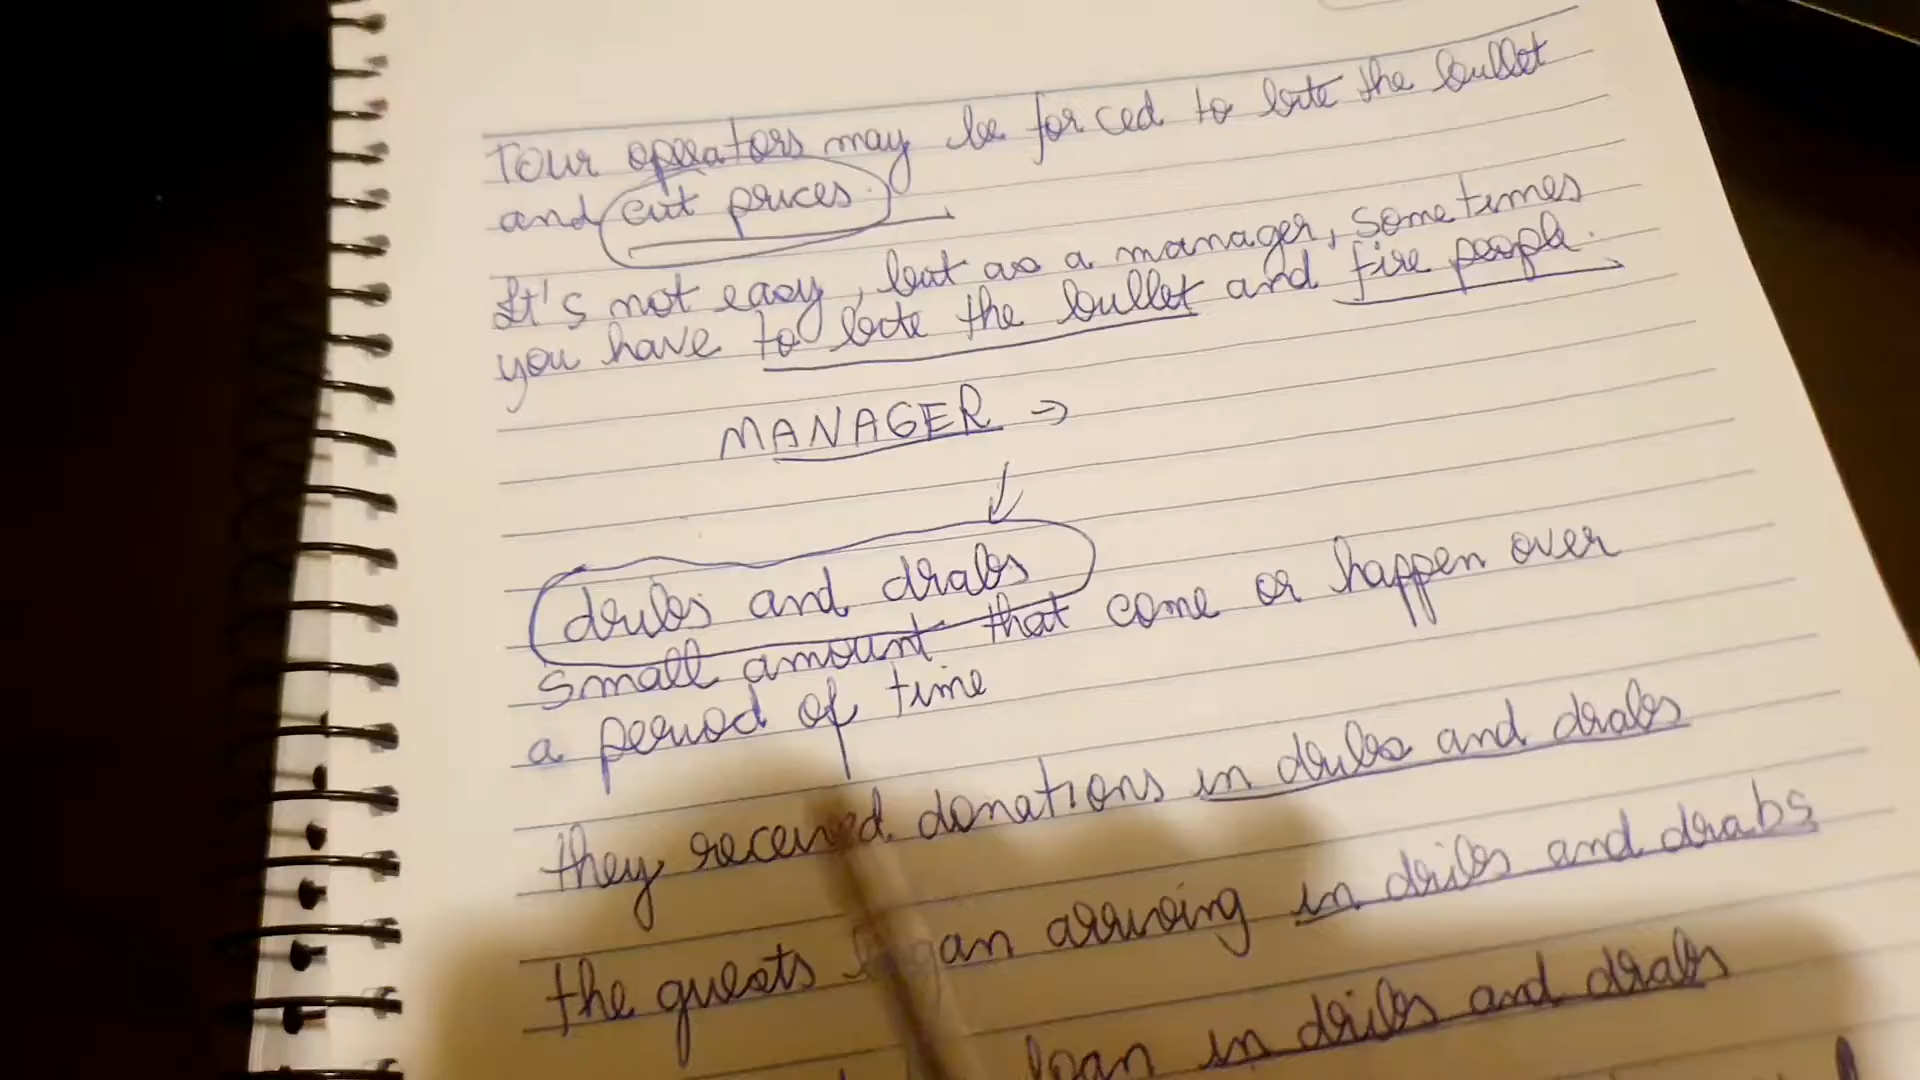 Tour operators may be forced to bite the bullet
and cut prices.
It's not easy, but as a manager, sometimes
you have to bite the bullet and fire people.
MANAGER →
dribs and drabs
small amount that come or happen over
a period of time
they received donations in dribs and drabs
the guests began arriving in dribs and drabs
loan in dribs and drabs